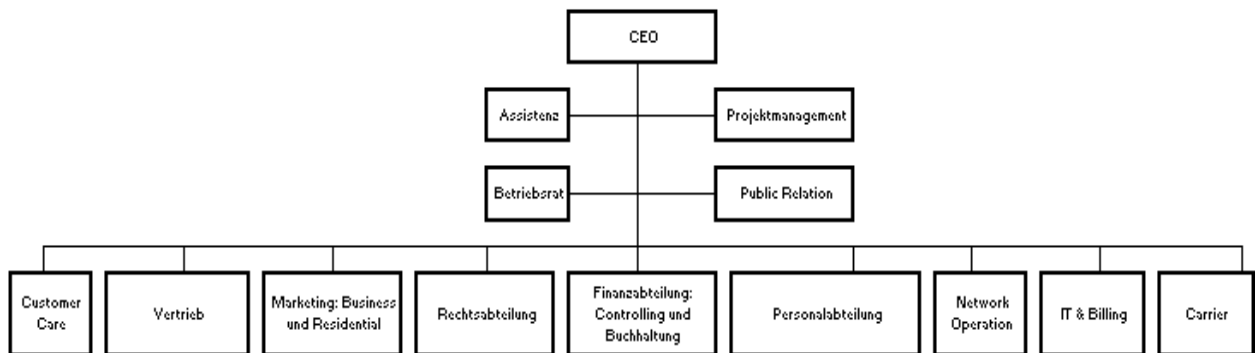 CEO
Assistenz
Projektmanagement
Betriebsrat
Public Relation
Customer
Care
Vertrieb
Marketing: Business
und Residential
Rechtsabteilung
Finanzabteilung:
Controlling und
Buchhaltung
Personalabteilung
Network
Operation
IT & Billing
Carrier